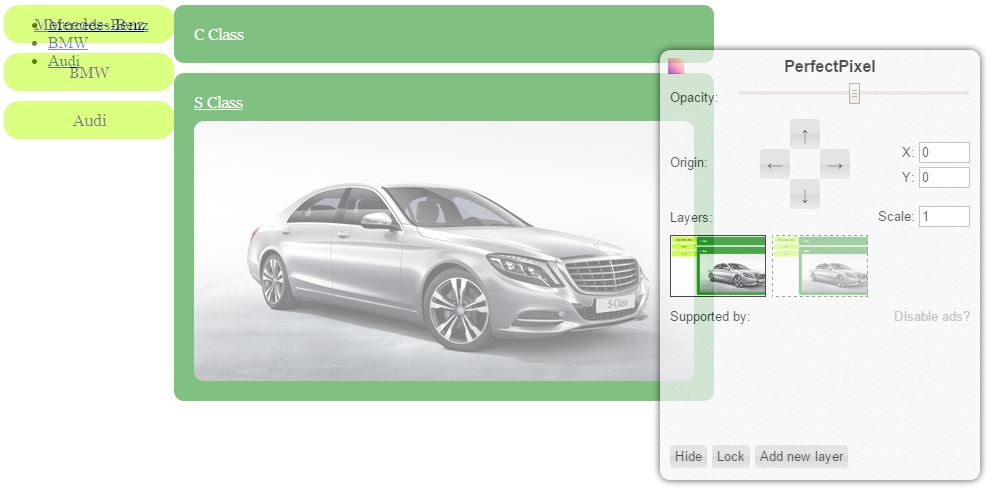 Mercedes-Benz
Mercedes-Benz
BMW
Audi
BMW
Audi
C Class
S Class
S-Class
PerfectPixel
Opacity:
Origin:
↑
←
→
↓
X: 0
Y: 0
Layers:
Scale: 1
Supported by:
Disable ads?
Hide
Lock
Add new layer